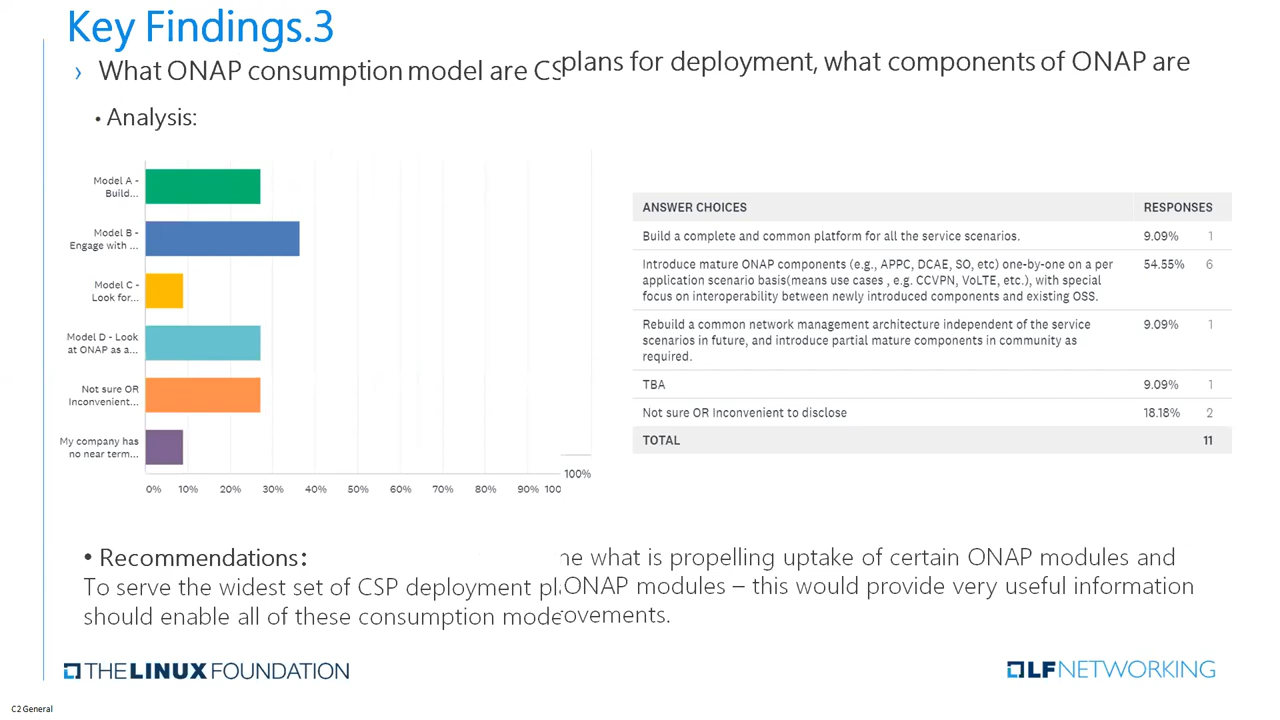 Key Findings.3
› What ONAP consumption model are CS
plans for deployment, what components of ONAP are
• Analysis:
Model A -
Build...
Model B -
Engage with ...
Model C -
Look for...
Model D - Look
at ONAP as a...
Not sure OR
Inconvenient...
My company has
no near term...
0% 10% 20% 30% 40% 50% 60% 70% 80% 90% 100
100%
ANSWER CHOICES RESPONSES
Build a complete and common platform for all the service scenarios. 9.09% 1
Introduce mature ONAP components (e.g., APPC, DCAE, SO, etc) one-by-one on a per 54.55% 6
application scenario basis(means use cases , e.g. CCVPN, VoLTE, etc.), with special
focus on interoperability between newly introduced components and existing OSS.
Rebuild a common network management architecture independent of the service 9.09% 1
scenarios in future, and introduce partial mature components in community as
required.
TBA 9.09% 1
Not sure OR Inconvenient to disclose 18.18% 2
TOTAL 11
• Recommendations:
To serve the widest set of CSP deployment pl
should enable all of these consumption mode
ne what is propelling uptake of certain ONAP modules and
ONAP modules – this would provide very useful information
ovements.
THE LINUX FOUNDATION
LF NETWORKING
C2 General